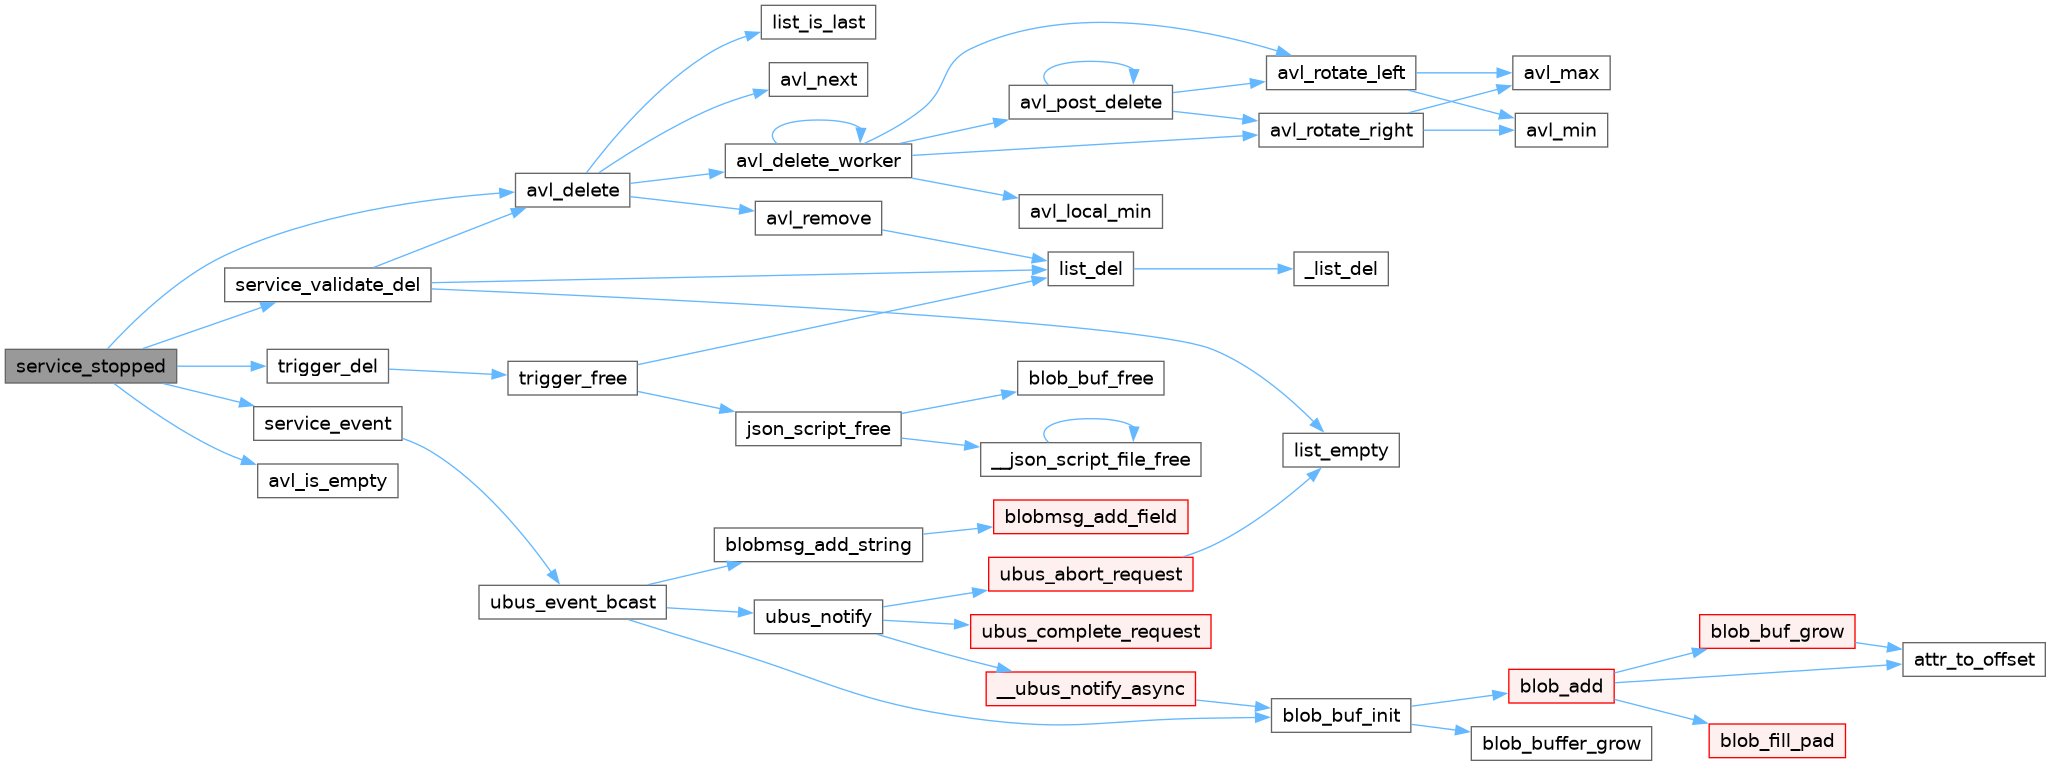 list_is_last
avl_next
avl_rotate_left
avl_max
avl_post_delete
avl_rotate_right
avl_min
avl_delete_worker
avl_delete
avl_local_min
avl_remove
list_del
_list_del
service_validate_del
service_stopped
trigger_del
trigger_free
blob_buf_free
service_event
json_script_free
__json_script_file_free
list_empty
avl_is_empty
blobmsg_add_field
blobmsg_add_string
ubus_abort_request
ubus_event_bcast
ubus_notify
ubus_complete_request
blob_buf_grow
attr_to_offset
__ubus_notify_async
blob_add
blob_buf_init
blob_buffer_grow
blob_fill_pad